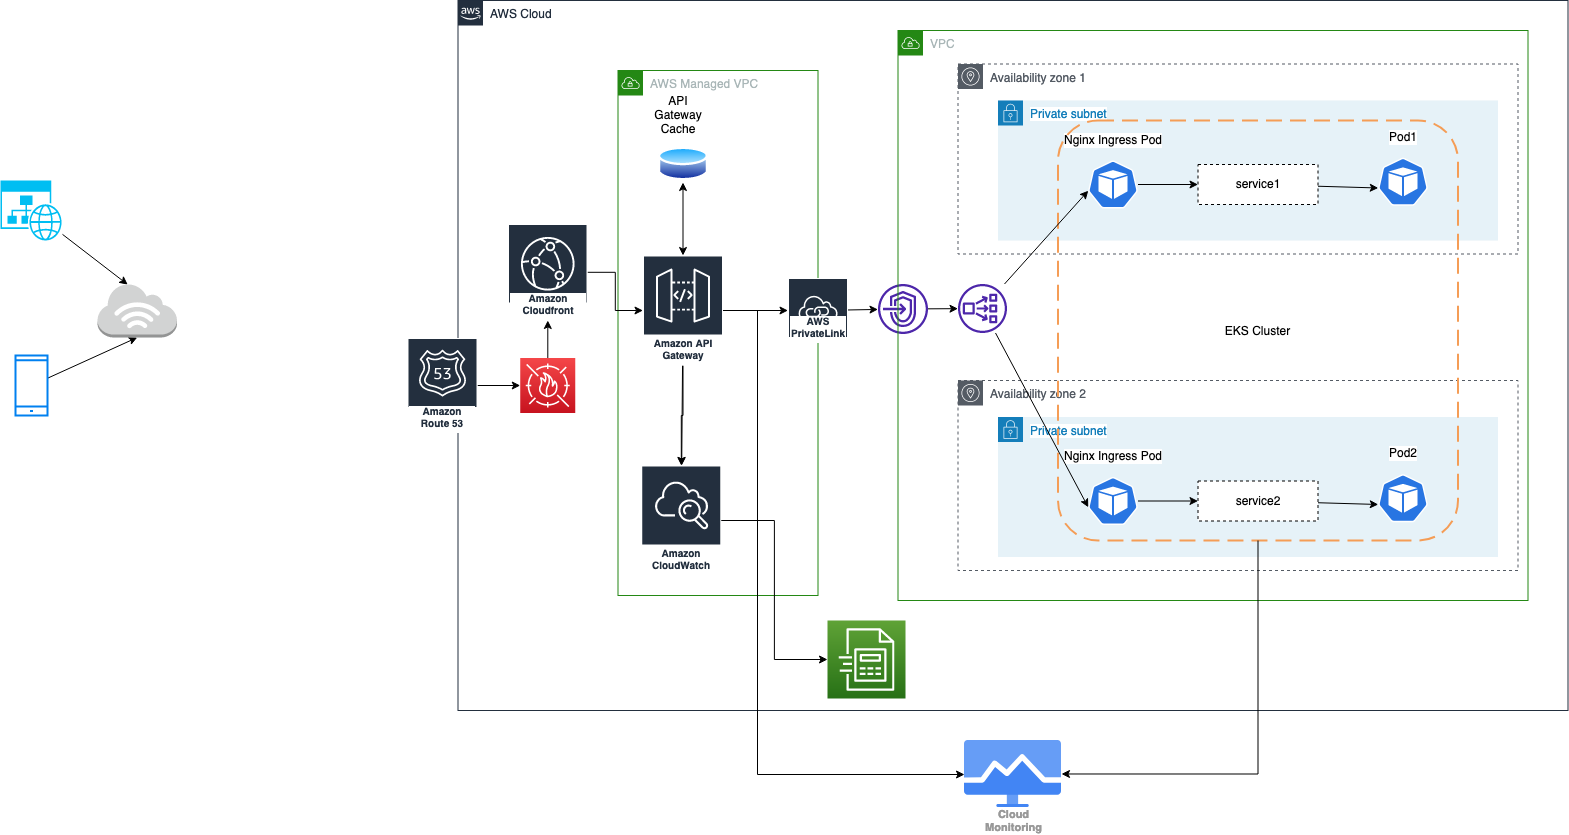 aws
AWS Cloud
VPC
AWS Managed VPC
API
Gateway
Cache
Availability zone 1
Private subnet
Nginx Ingress Pod
Pod1
service1
Amazon
Cloudfront
</>
Amazon API
Gateway
AWS
PrivateLink
EKS Cluster
53
Amazon
Route 53
Availability zone 2
Private subnet
Nginx Ingress Pod
Pod2
service2
Amazon
CloudWatch
Cloud
Monitoring